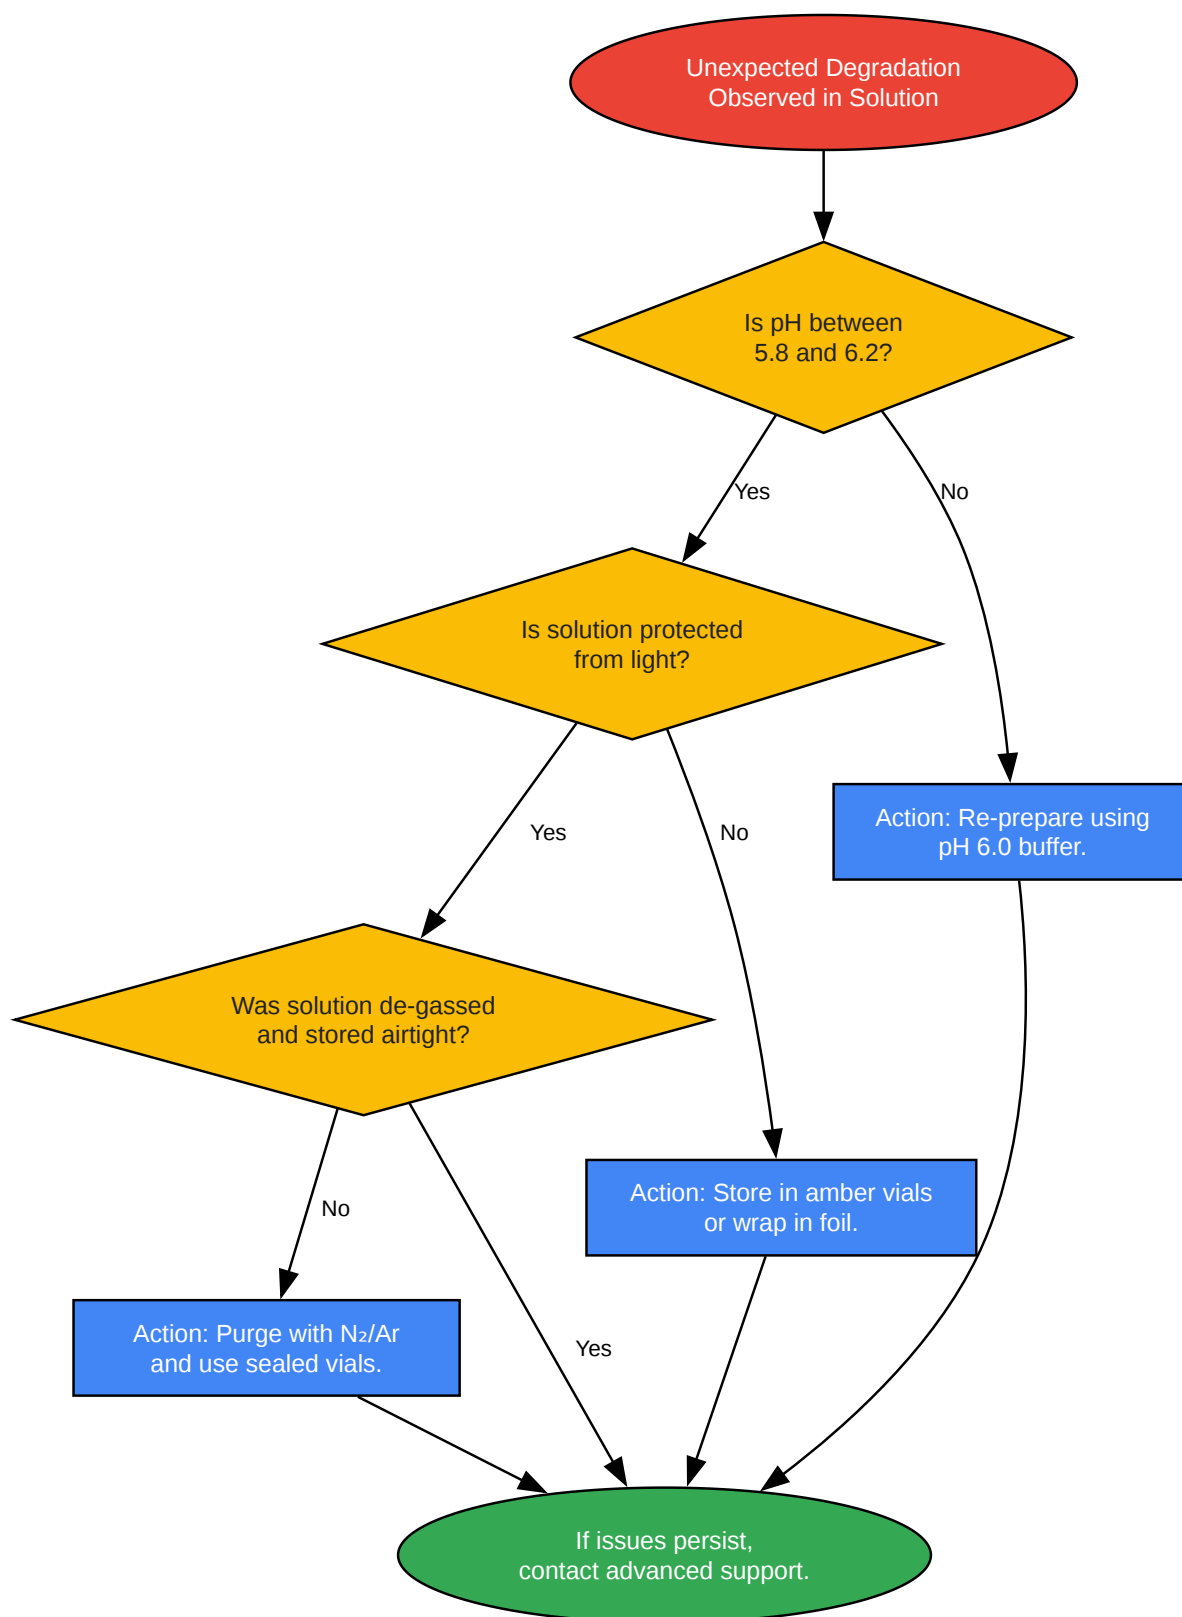 Unexpected Degradation
Observed in Solution
Is pH between
5.8 and 6.2?
Yes
No
Is solution protected
from light?
Yes
No
Action: Re-prepare using
pH 6.0 buffer.
Was solution de-gassed
and stored airtight?
No
Yes
Action: Store in amber vials
or wrap in foil.
Action: Purge with N₂/Ar
and use sealed vials.
If issues persist,
contact advanced support.